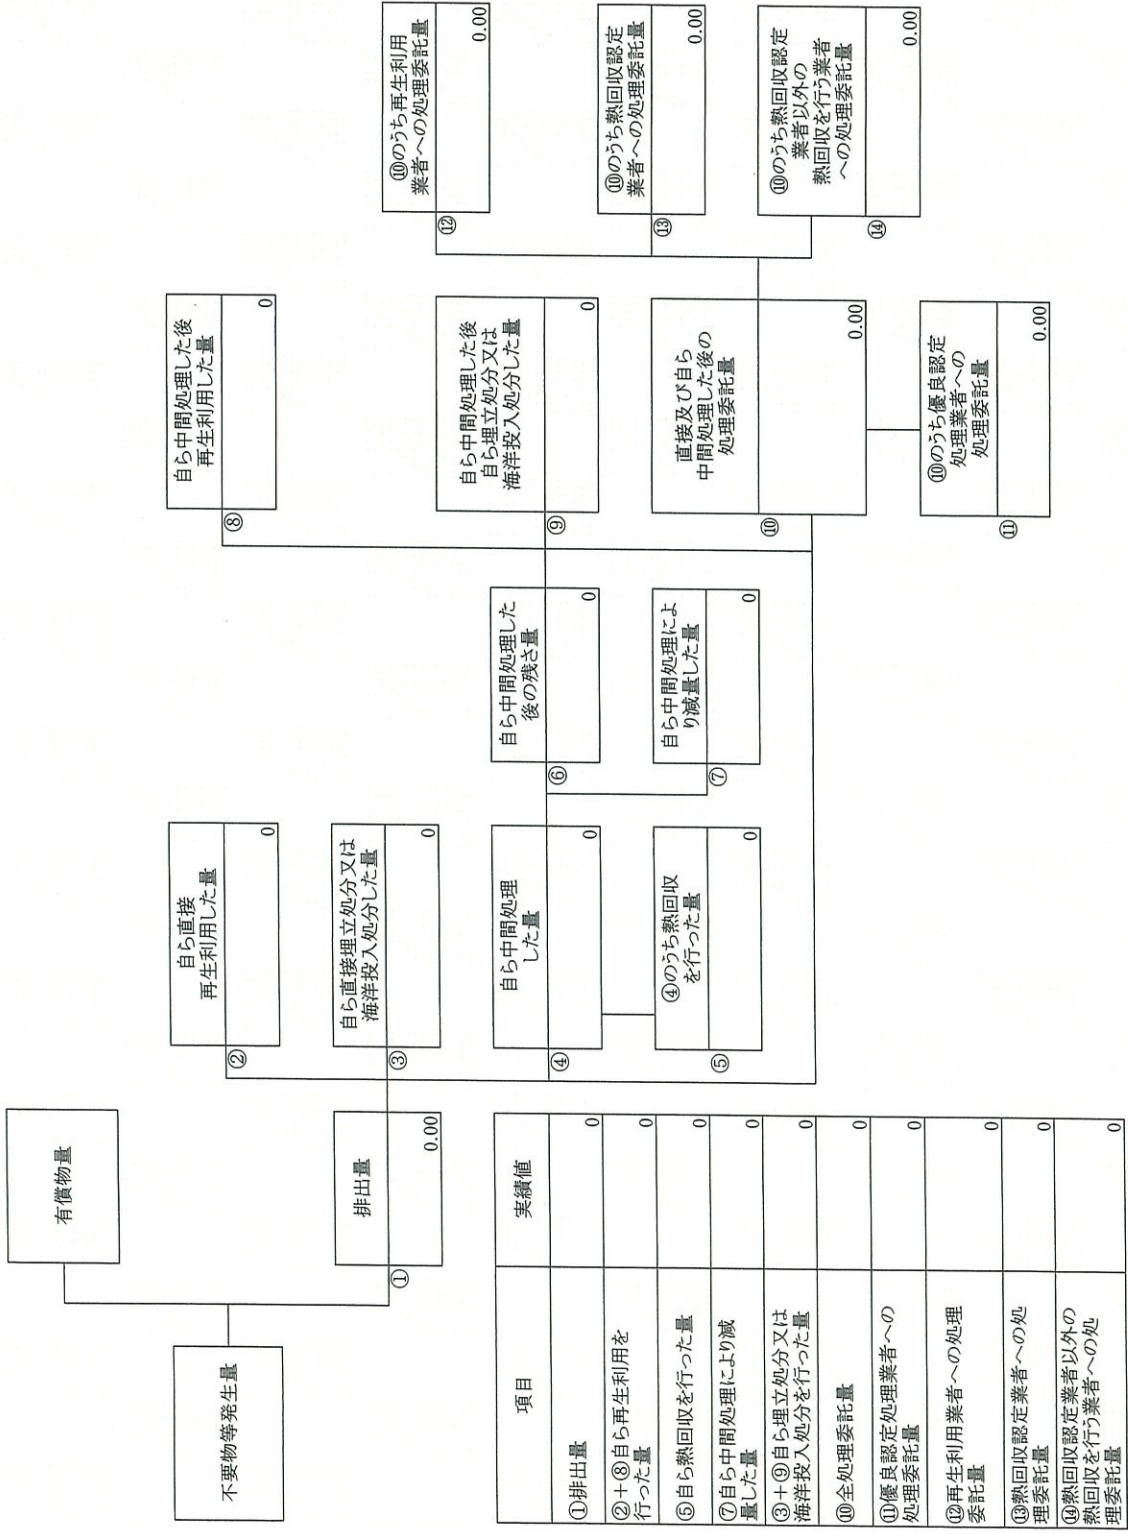 不要物等発生量
有償物量
排出量
①
0.00
自ら直接
再生利用した量
②
0
自ら直接埋立処分又は
海洋投入処分した量
③
0
自ら中間処理
した量
④
0
④のうち熱回収
を行った量
⑤
0
自ら中間処理した
後の残さ量
⑥
0
自ら中間処理によ
り減量した量
⑦
0
自ら中間処理した後
再生利用した量
⑧
0
自ら中間処理した後
自ら埋立処分又は
海洋投入処分した量
⑨
0
直接及び自ら
中間処理した後の
処理委託量
⑩
0.00
⑩のうち優良認定
処理業者への
処理委託量
⑪
0.00
⑩のうち再生利用
業者への処理委託量
⑫
0.00
⑩のうち熱回収認定
業者への処理委託量
⑬
0.00
⑩のうち熱回収認定
業者以外の
熱回収を行う業者
への処理委託量
⑭
0.00
項目 実績値
①排出量 0
②+⑧自ら再生利用を
行った量 0
⑤自ら熱回収を行った量 0
⑦自ら中間処理により減
量した量 0
③+⑨自ら埋立処分又は
海洋投入処分を行った量 0
⑩全処理委託量 0
⑪優良認定処理業者への
処理委託量 0
⑫再生利用業者への処理
委託量 0
⑬熱回収認定業者への処
理委託量 0
⑭熱回収認定業者以外の
熱回収を行う業者への処
理委託量 0